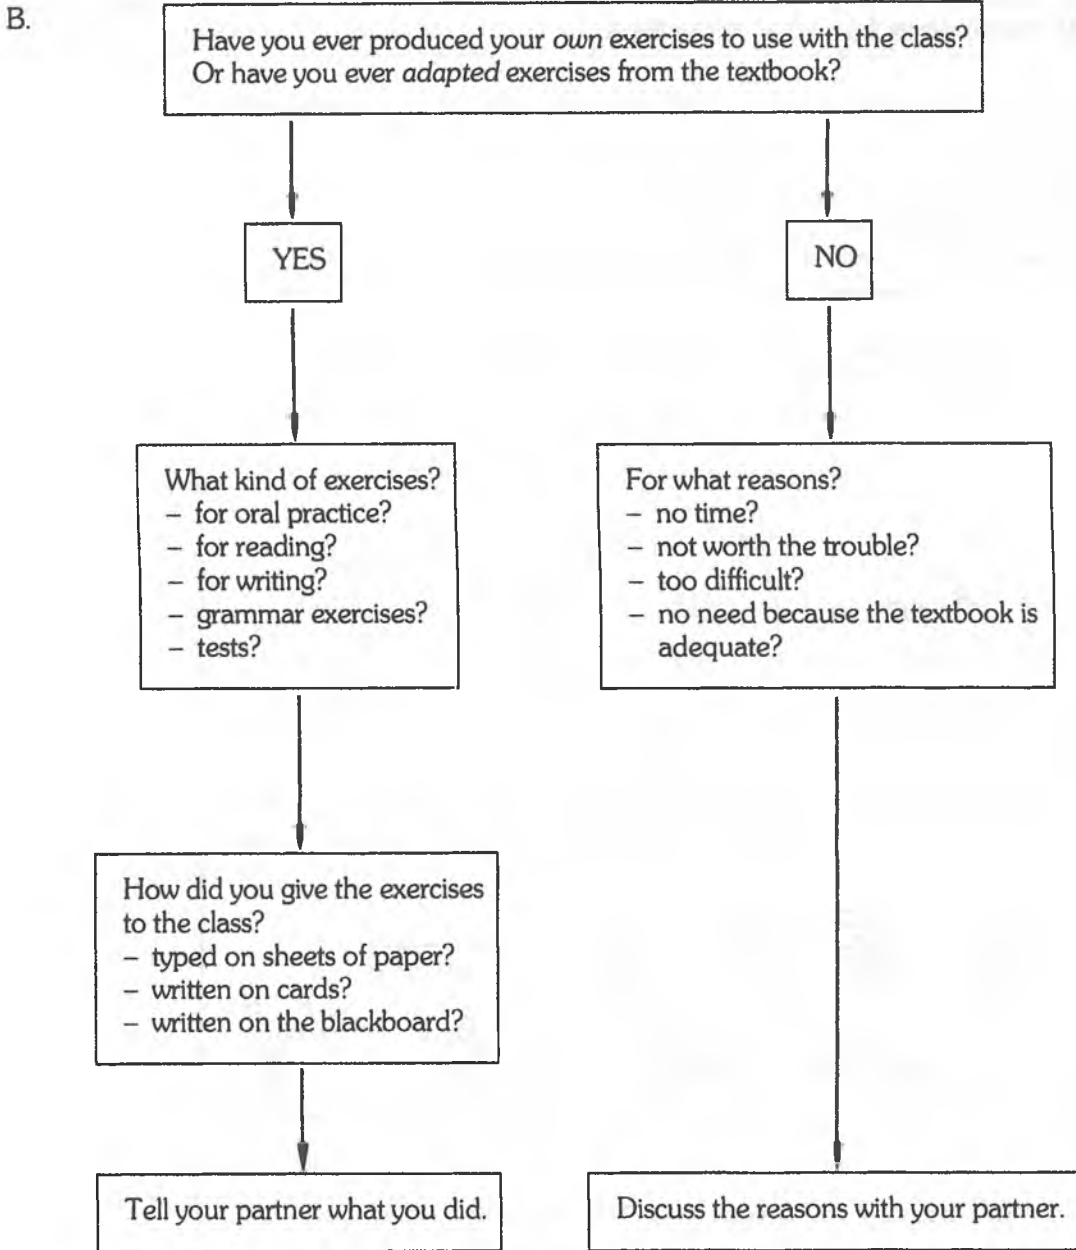 B.
Have you ever produced your own exercises to use with the class?
Or have you ever adapted exercises from the textbook?
YES
NO
What kind of exercises?
– for oral practice?
– for reading?
– for writing?
– grammar exercises?
– tests?
For what reasons?
– no time?
– not worth the trouble?
– too difficult?
– no need because the textbook is
adequate?
How did you give the exercises
to the class?
– typed on sheets of paper?
– written on cards?
– written on the blackboard?
Tell your partner what you did.
Discuss the reasons with your partner.